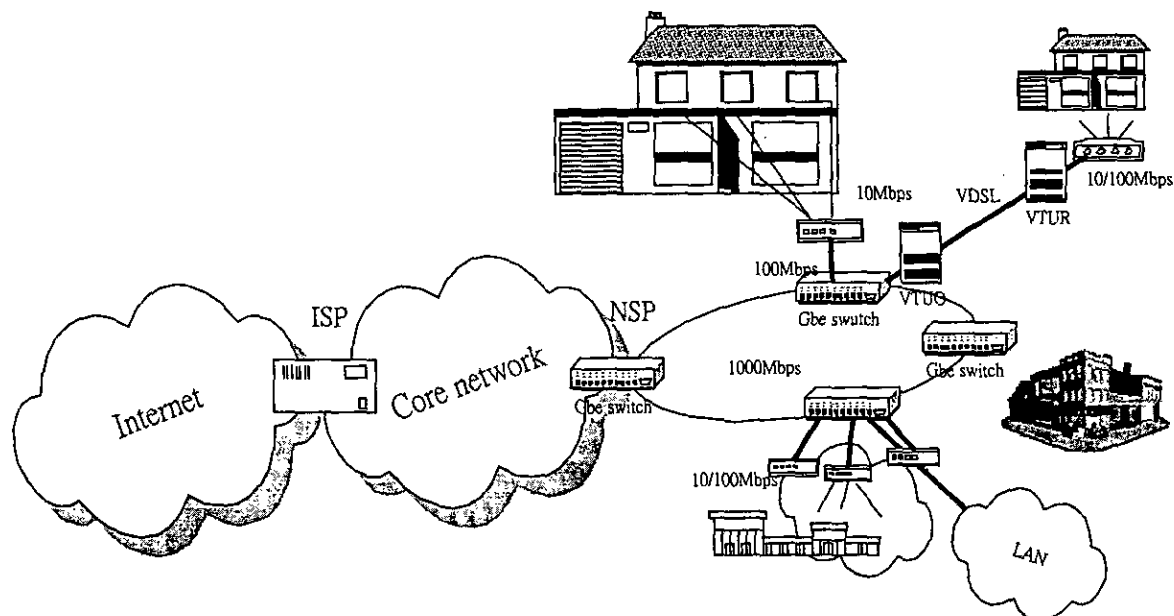 10Mbps
VDSL
VTUR
10/100Mbps
100Mbps
VTUO
Gbe swutch
ISP
NSP
Gbe switch
1000Mbps
Internet
Core network
Gbe switch
10/100Mbps
LAN